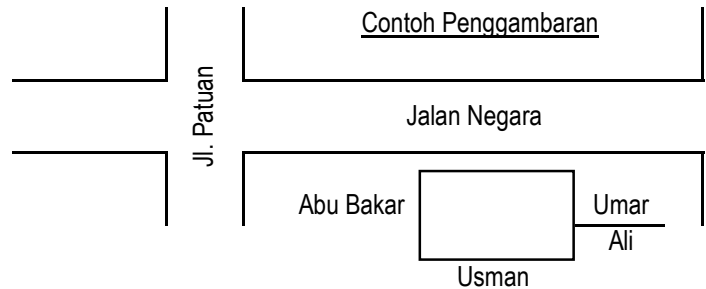 Contoh Penggambaran
Jl. Patuan
Jalan Negara
Abu Bakar
Umar
Ali
Usman